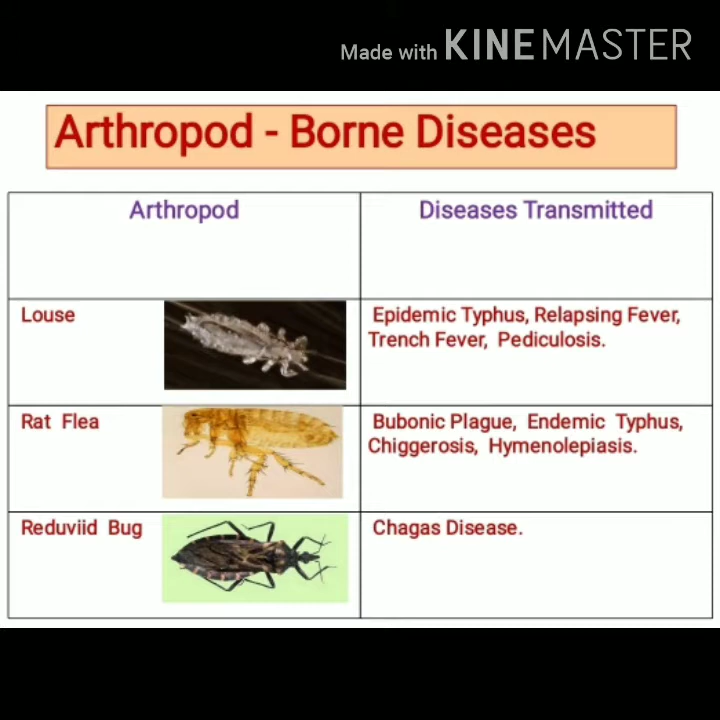 Made with KINEMASTER
Arthropod - Borne Diseases
Arthropod
Diseases Transmitted
Louse
Epidemic Typhus, Relapsing Fever,
Trench Fever, Pediculosis.
Rat Flea
Bubonic Plague, Endemic Typhus,
Chiggerosis, Hymenolepiasis.
Reduviid Bug
Chagas Disease.